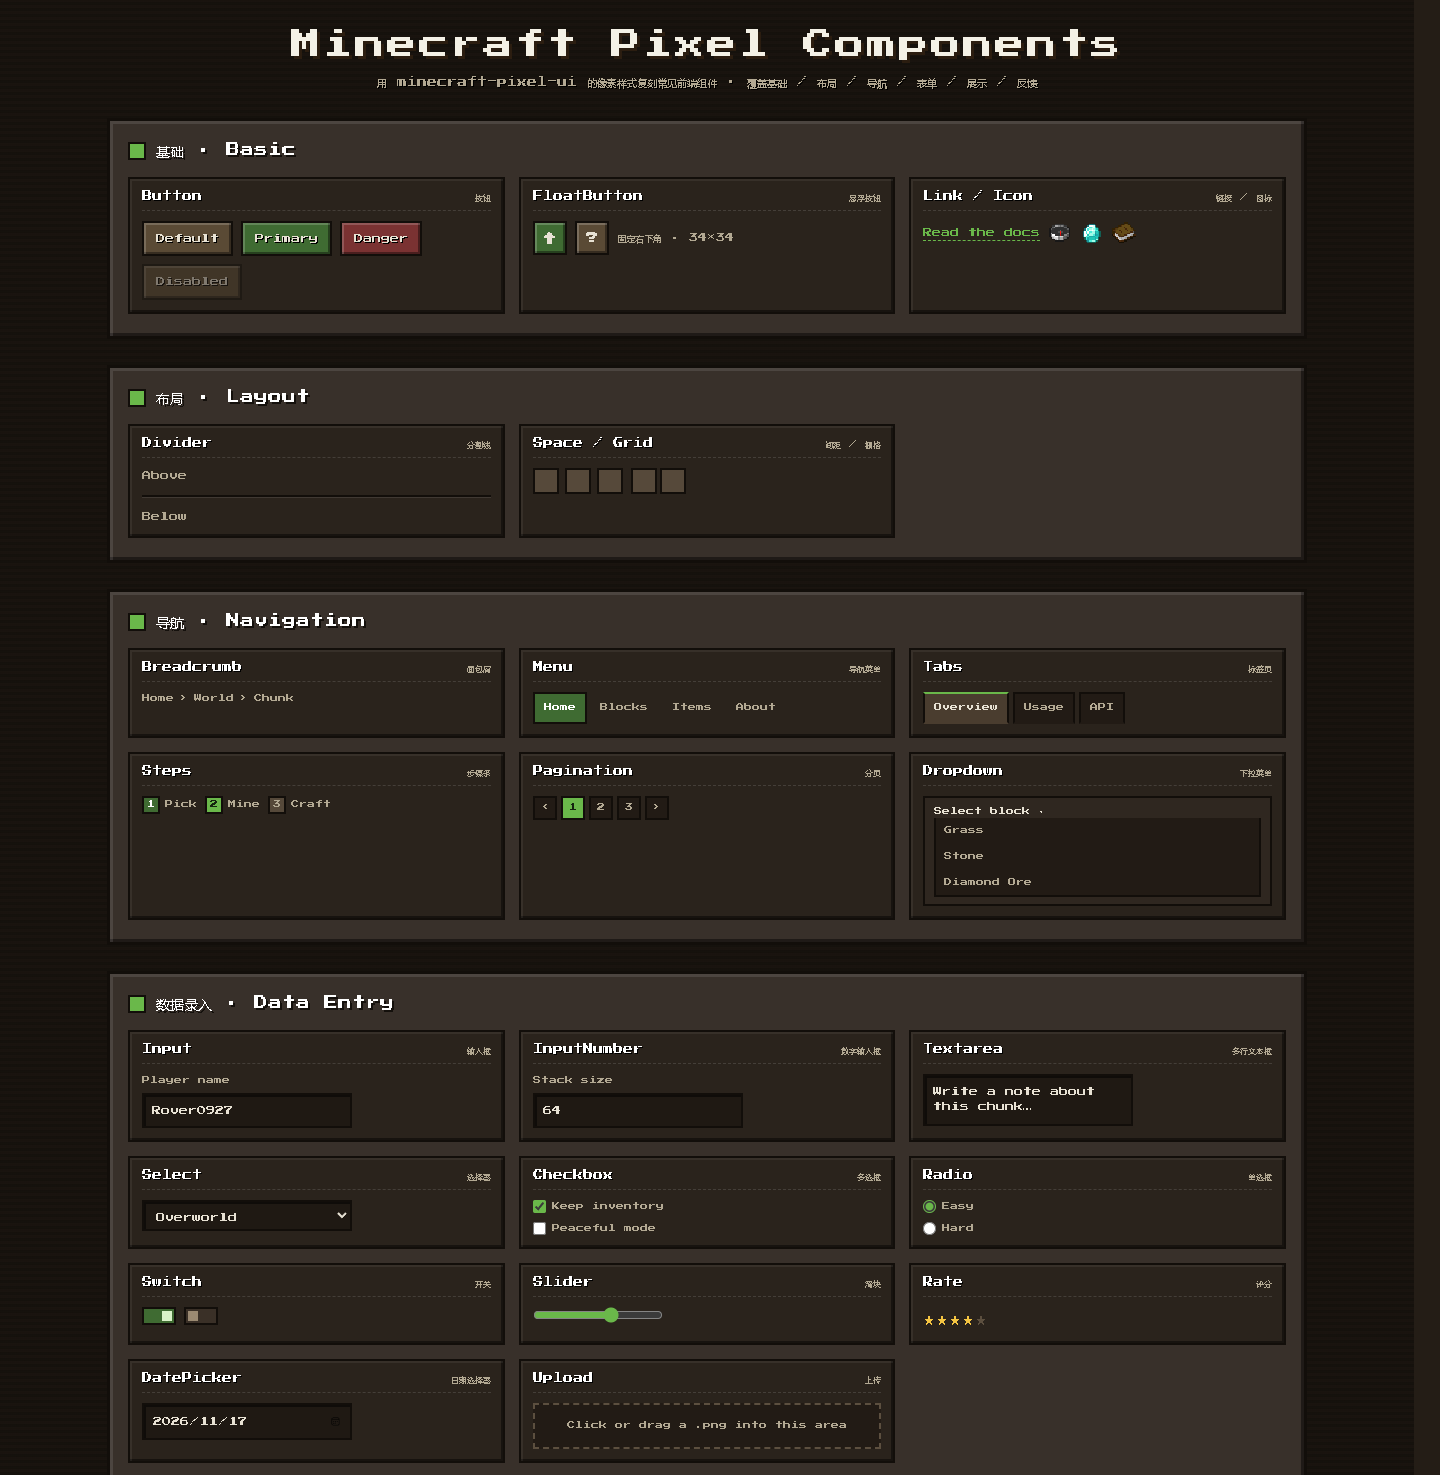 Minecraft Pixel Components
用 minecraft-pixel-ui 的像素样式复刻常见前端组件 · 覆盖基础 / 布局 / 导航 / 表单 / 展示 / 反馈
基础 · Basic
Button 按钮
Default Primary Danger
Disabled
FloatButton 悬浮按钮
? 固定右下角 · 34×34
Link / Icon 链接 / 图标
Read the docs
布局 · Layout
Divider 分割线
Above
Below
Space / Grid 间距 / 栅格
导航 · Navigation
Breadcrumb 面包屑
Home › World › Chunk
Menu 导航菜单
Home Blocks Items About
Tabs 标签页
Overview Usage API
Steps 步骤条
1 Pick 2 Mine 3 Craft
Pagination 分页
‹ 1 2 3 ›
Dropdown 下拉菜单
Select block
Grass
Stone
Diamond Ore
数据录入 · Data Entry
Input 输入框
Player name
Rover0927
InputNumber 数字输入框
Stack size
64
Textarea 多行文本框
Write a note about
this chunk…
Select 选择器
Overworld
Checkbox 多选框
Keep inventory
Peaceful mode
Radio 单选框
Easy
Hard
Switch 开关
Slider 滑块
Rate 评分
★★★★★
DatePicker 日期选择器
2026/11/17
Upload 上传
Click or drag a .png into this area